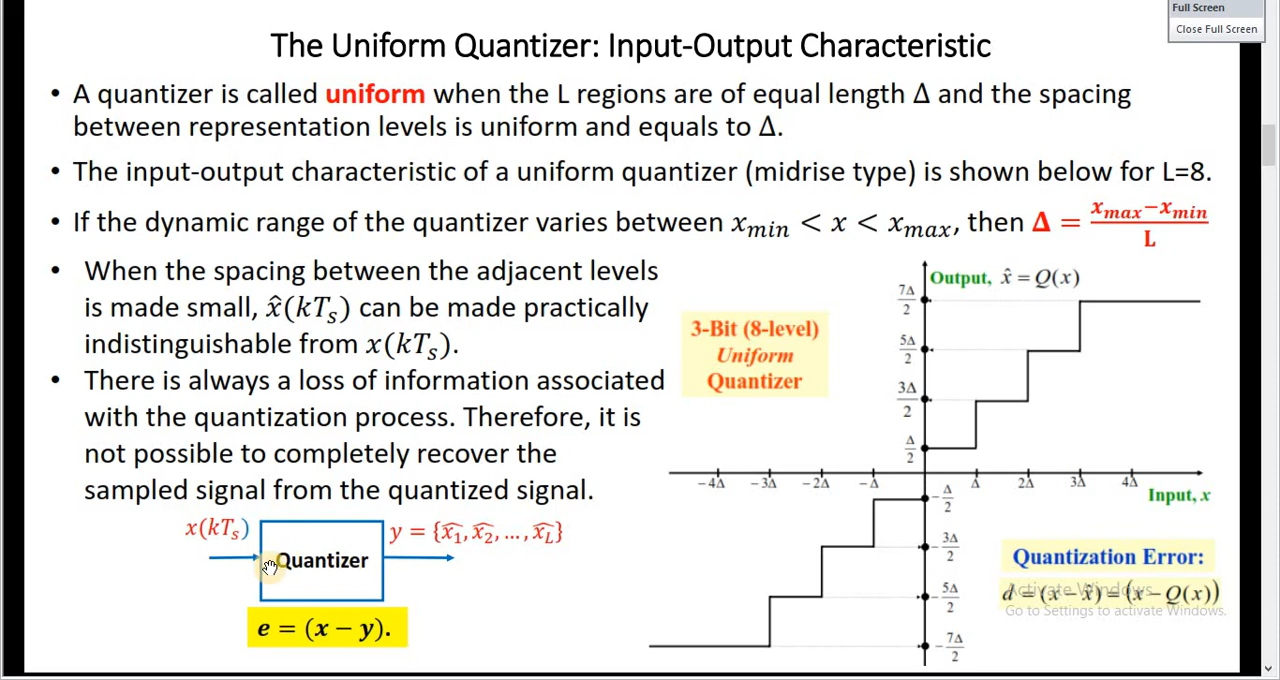 Full Screen
Close Full Screen
The Uniform Quantizer: Input-Output Characteristic
• A quantizer is called uniform when the L regions are of equal length Δ and the spacing
between representation levels is uniform and equals to Δ.
• The input-output characteristic of a uniform quantizer (midrise type) is shown below for L=8.
• If the dynamic range of the quantizer varies between x_min < x < x_max, then Δ = (x_max − x_min)/L
• When the spacing between the adjacent levels
is made small, x̂(kT_s) can be made practically
indistinguishable from x(kT_s).
• There is always a loss of information associated
with the quantization process. Therefore, it is
not possible to completely recover the
sampled signal from the quantized signal.
x(kT_s)
Quantizer
y = {x̂_1, x̂_2, ..., x̂_L}
e = (x − y).
3-Bit (8-level)
Uniform
Quantizer
Output, x̂ = Q(x)
7Δ/2
5Δ/2
3Δ/2
Δ/2
−4Δ −3Δ −2Δ −Δ Δ 2Δ 3Δ 4Δ
Input, x
−Δ/2
−3Δ/2
−5Δ/2
−7Δ/2
Quantization Error:
d = (x − x̂) = (x − Q(x))
Activate Windows
Go to Settings to activate Windows.